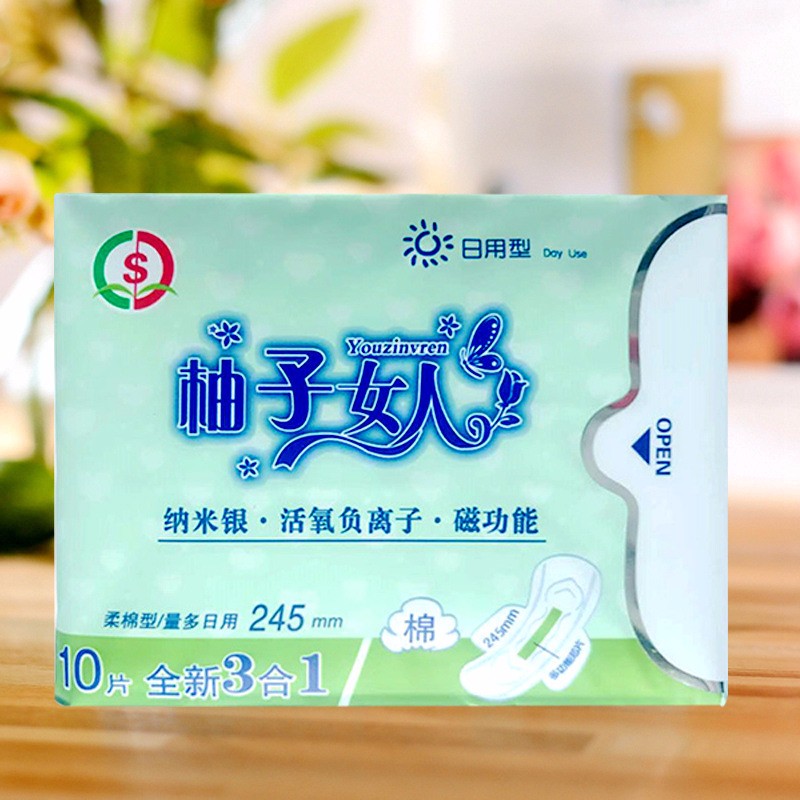 S
日用型 Day Use
Youzinvren
柚子女人
OPEN
纳米银·活氧负离子·磁功能
柔棉型/量多日用 245 mm
棉
245mm
10片 全新3合1